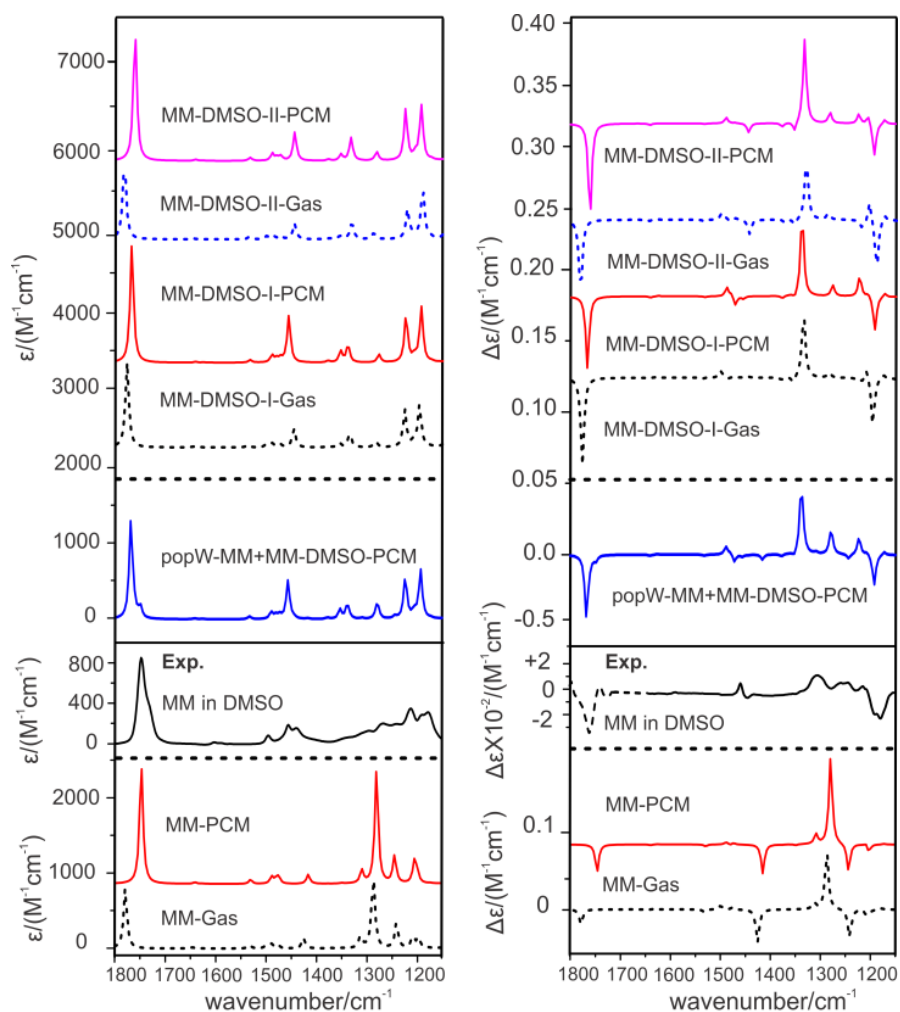 7000
MM-DMSO-II-PCM
6000
MM-DMSO-II-Gas
5000
MM-DMSO-I-PCM
4000
3000
MM-DMSO-I-Gas
2000
ε/(M⁻¹cm⁻¹)
1000
popW-MM+MM-DMSO-PCM
0
800
Exp.
MM in DMSO
400
0
ε/(M⁻¹cm⁻¹)
2000
MM-PCM
1000
MM-Gas
0
ε/(M⁻¹cm⁻¹)
1800 1700 1600 1500 1400 1300 1200
wavenumber/cm⁻¹
0.40
0.35
0.30
MM-DMSO-II-PCM
0.25
MM-DMSO-II-Gas
0.20
MM-DMSO-I-PCM
0.15
MM-DMSO-I-Gas
0.10
0.05
Δε/(M⁻¹cm⁻¹)
0.0
popW-MM+MM-DMSO-PCM
-0.5
+2
Exp.
0
MM in DMSO
-2
ΔεX10⁻²/(M⁻¹cm⁻¹)
MM-PCM
0.1
MM-Gas
0
Δε/(M⁻¹cm⁻¹)
1800 1700 1600 1500 1400 1300 1200
wavenumber/cm⁻¹